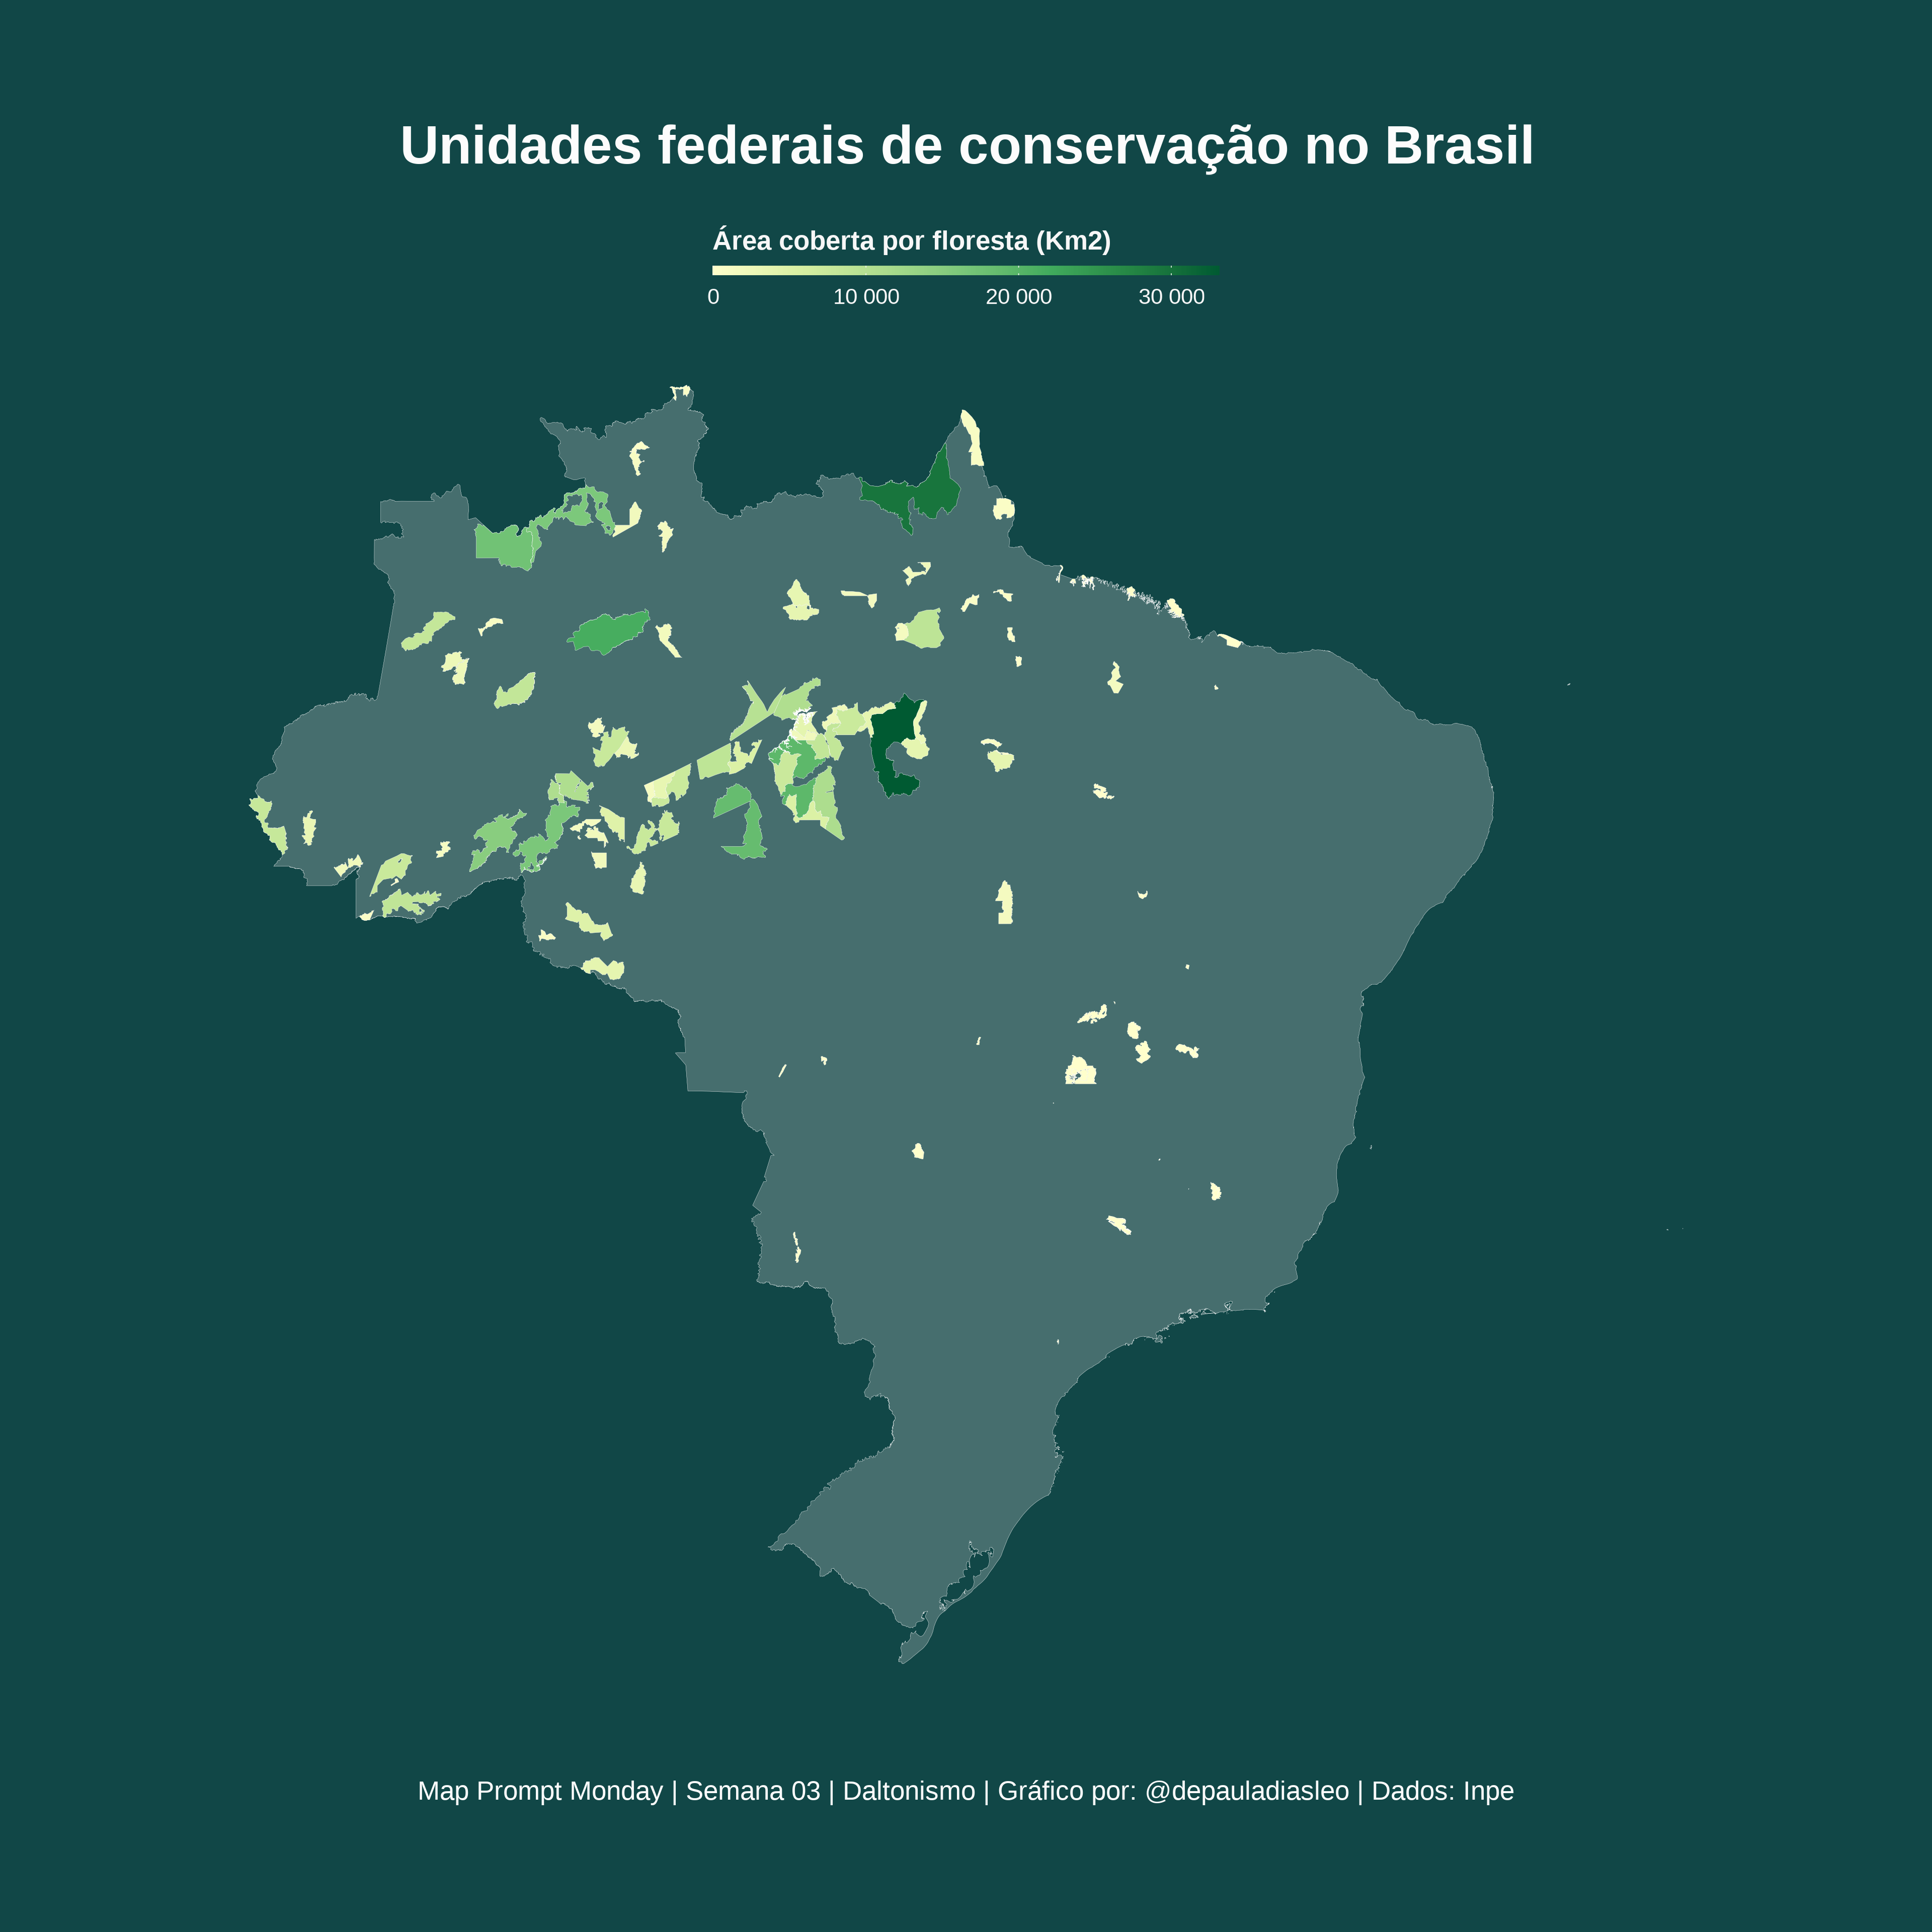 Unidades federais de conservação no Brasil
Área coberta por floresta (Km2)
0 10 000 20 000 30 000
Map Prompt Monday | Semana 03 | Daltonismo | Gráfico por: @depauladiasleo | Dados: Inpe